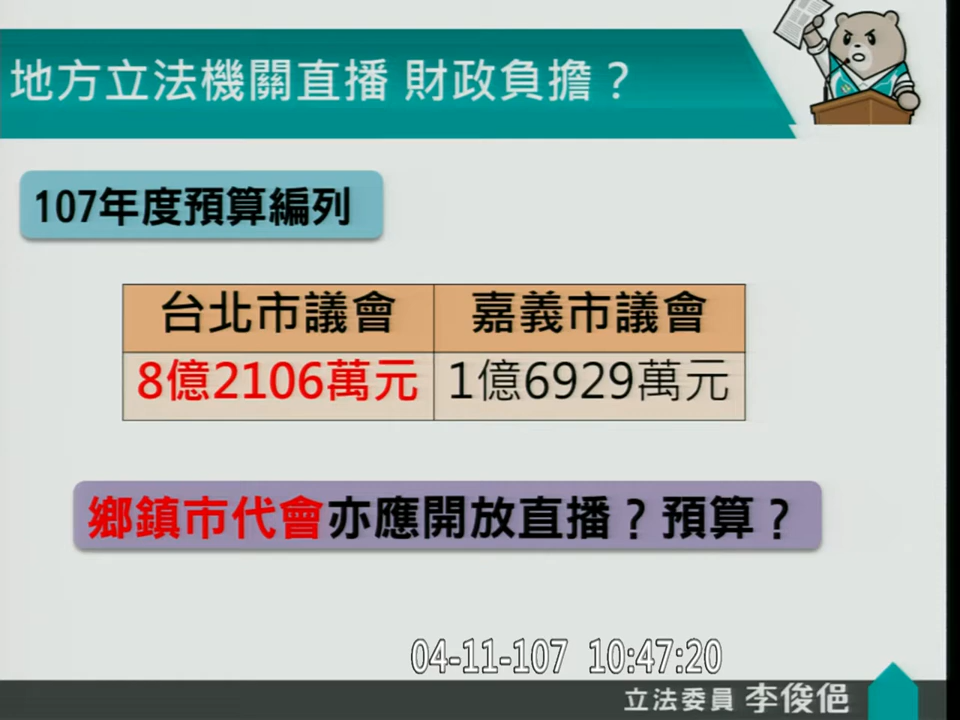 地方立法機關直播 財政負擔？
107年度預算編列
台北市議會 嘉義市議會
8億2106萬元 1億6929萬元
鄉鎮市代會亦應開放直播？預算？
04-11-107 10:47:20
立法委員 李俊俋